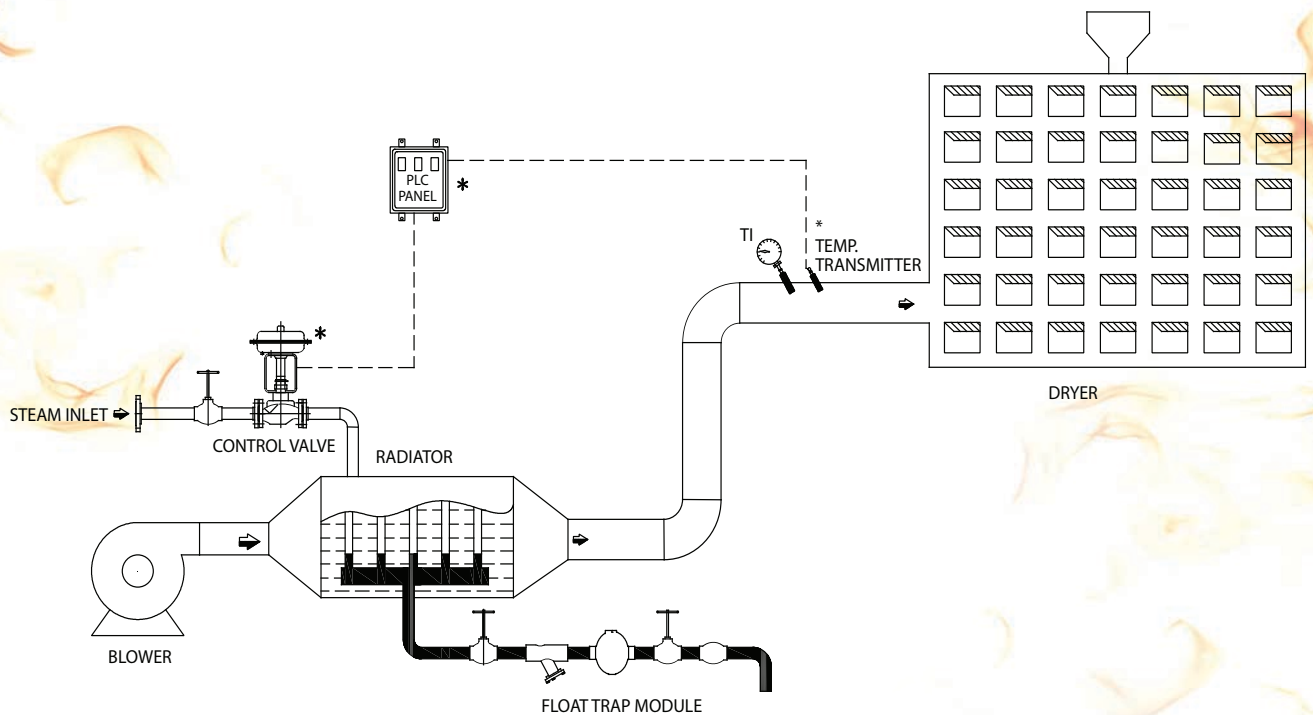 PLC
PANEL
*
*
TI
TEMP.
TRANSMITTER
DRYER
*
STEAM INLET
CONTROL VALVE
RADIATOR
BLOWER
FLOAT TRAP MODULE